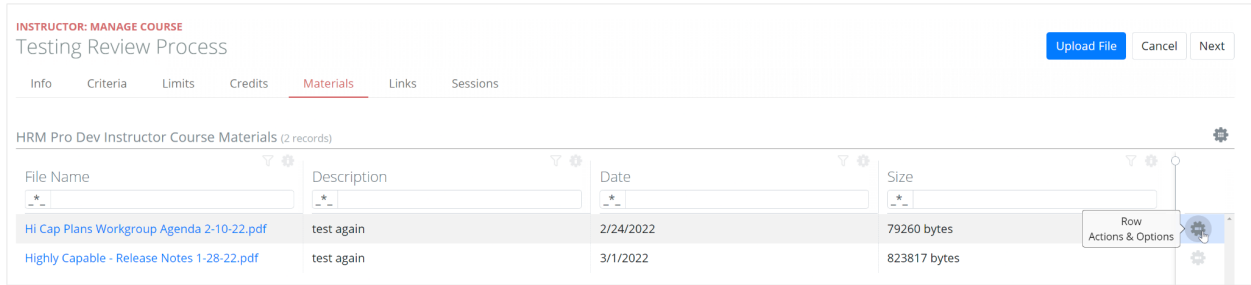 INSTRUCTOR: MANAGE COURSE
Testing Review Process
Upload File Cancel Next
Info Criteria Limits Credits Materials Links Sessions
HRM Pro Dev Instructor Course Materials (2 records)
File Name Description Date Size
_*_ _*_ _*_ _*_
Hi Cap Plans Workgroup Agenda 2-10-22.pdf test again 2/24/2022 79260 bytes
Row
Actions & Options
Highly Capable - Release Notes 1-28-22.pdf test again 3/1/2022 823817 bytes